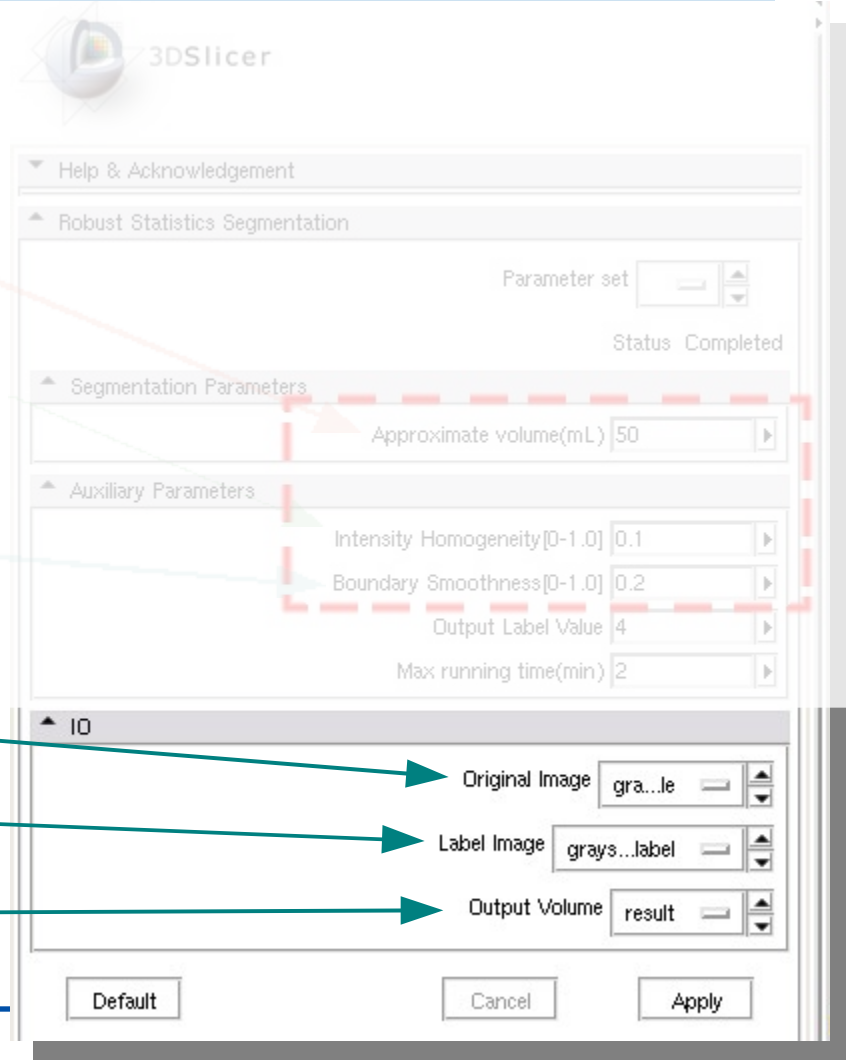 3DSlicer
Help & Acknowledgement
Robust Statistics Segmentation
Parameter set
Status Completed
Segmentation Parameters
Approximate volume(mL) 50
Auxiliary Parameters
Intensity Homogeneity[0-1.0] 0.1
Boundary Smoothness[0-1.0] 0.2
Output Label Value 4
Max running time(min) 2
IO
Original Image gra...le
Label Image grays...label
Output Volume result
Default Cancel Apply